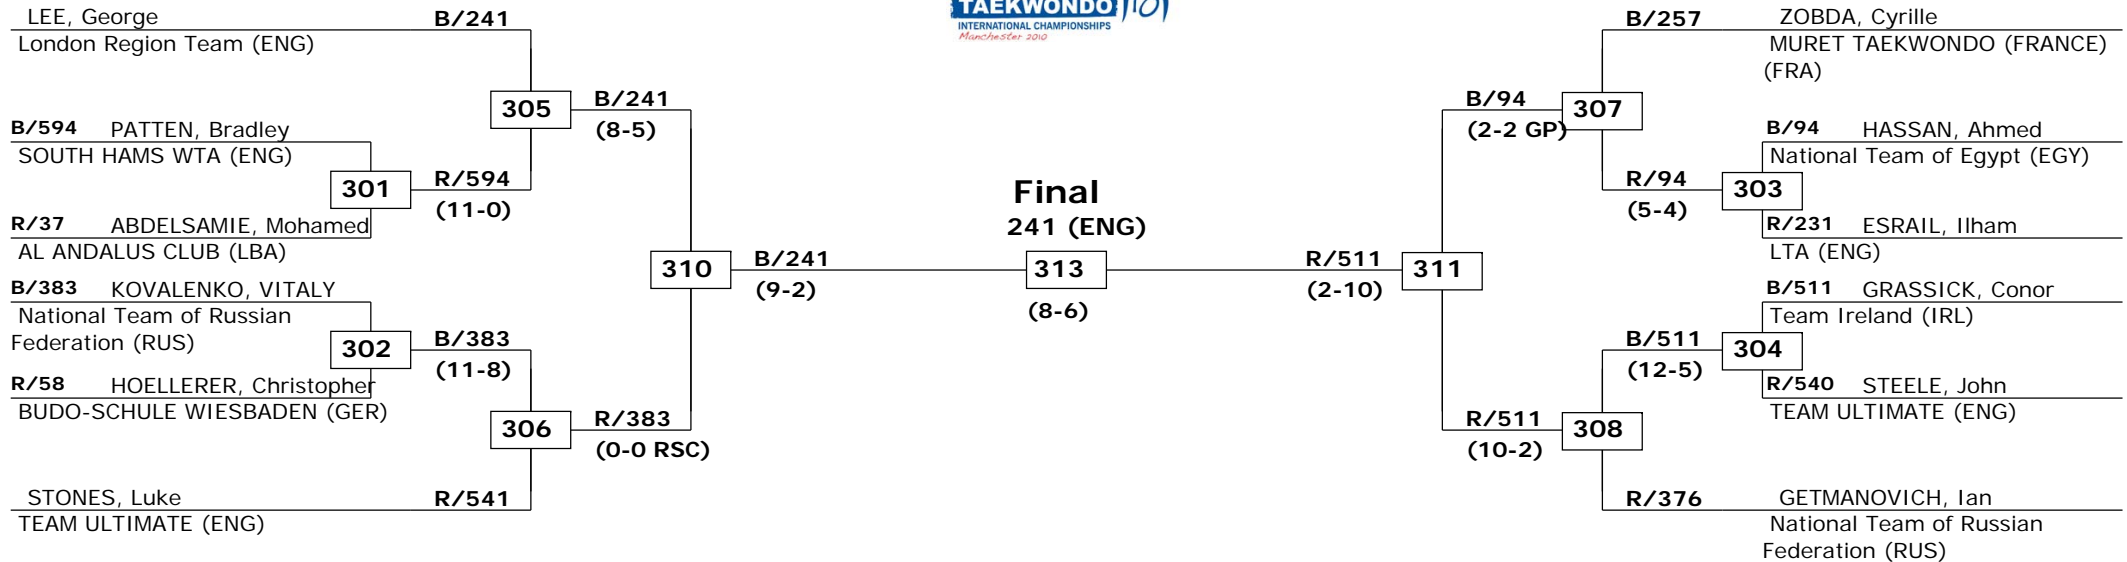 TAEKWONDO
INTERNATIONAL CHAMPIONSHIPS
Manchester 2010
LEE, George
B/241
London Region Team (ENG)
305
B/241
(8-5)
B/594 PATTEN, Bradley
SOUTH HAMS WTA (ENG)
301
R/594
(11-0)
R/37 ABDELSAMIE, Mohamed
AL ANDALUS CLUB (LBA)
310
B/241
(9-2)
B/383 KOVALENKO, VITALY
National Team of Russian
Federation (RUS)
302
B/383
(11-8)
R/58 HOELLERER, Christopher
BUDO-SCHULE WIESBADEN (GER)
306
R/383
(0-0 RSC)
STONES, Luke
R/541
TEAM ULTIMATE (ENG)
Final
241 (ENG)
313
(8-6)
B/257 ZOBDA, Cyrille
MURET TAEKWONDO (FRANCE)
(FRA)
B/94
(2-2 GP)
307
B/94 HASSAN, Ahmed
National Team of Egypt (EGY)
R/94
(5-4)
303
R/231 ESRAIL, Ilham
LTA (ENG)
R/511
(2-10)
311
B/511 GRASSICK, Conor
Team Ireland (IRL)
B/511
(12-5)
304
R/540 STEELE, John
TEAM ULTIMATE (ENG)
R/511
(10-2)
308
R/376 GETMANOVICH, Ian
National Team of Russian
Federation (RUS)